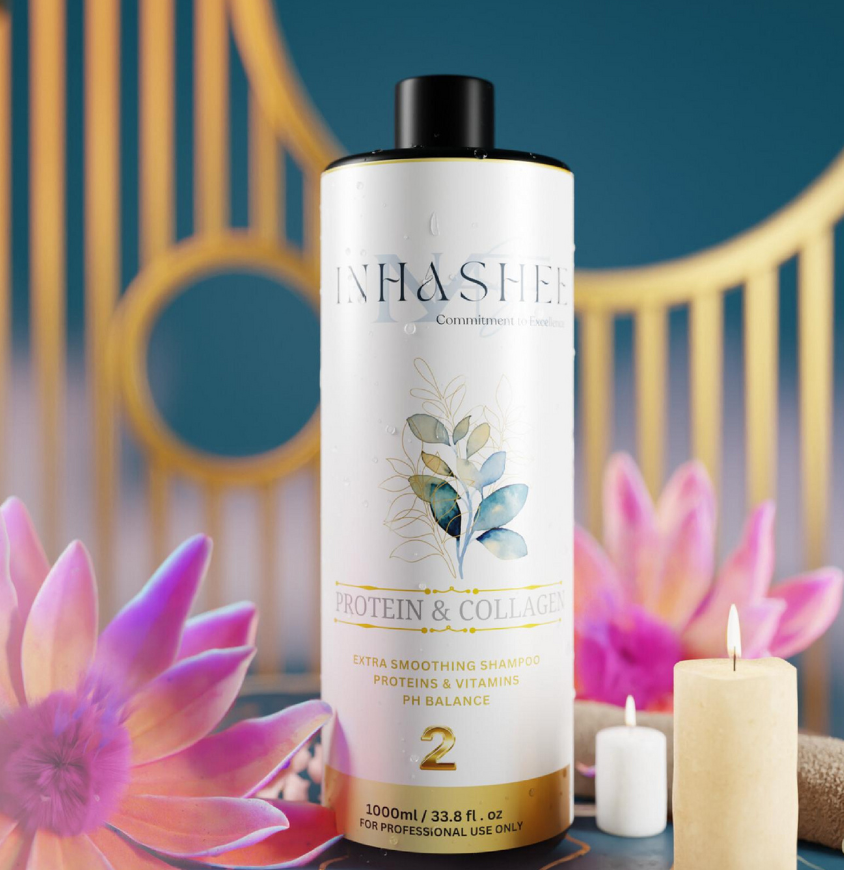 INHASHEE
Commitment to Excellence
PROTEIN & COLLAGEN
EXTRA SMOOTHING SHAMPOO
PROTEINS & VITAMINS
PH BALANCE
2
1000ml / 33.8 fl . oz
FOR PROFESSIONAL USE ONLY